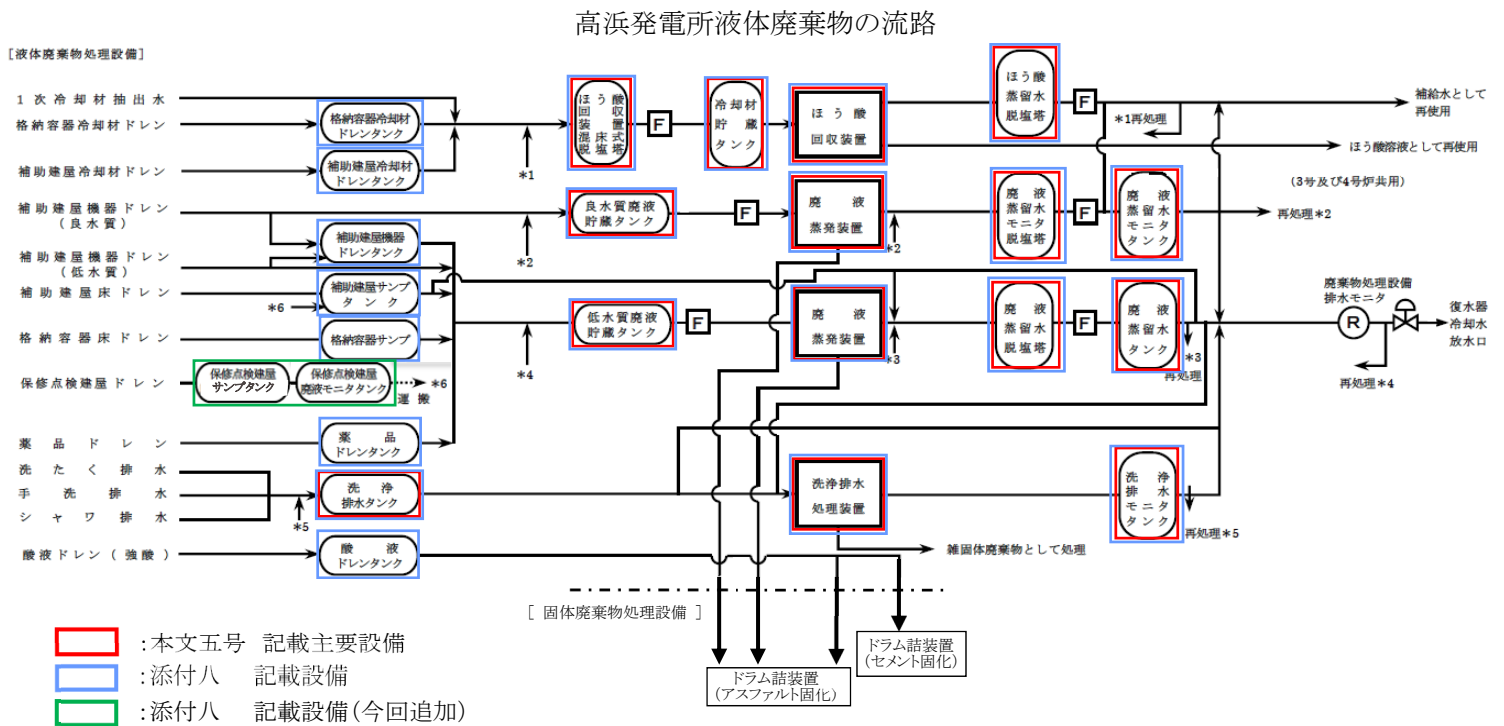 高浜発電所液体廃棄物の流路
[液体廃棄物処理設備]
1次冷却材抽出水
格納容器冷却材ドレン
補助建屋冷却材ドレン
補助建屋機器ドレン
(良水質)
補助建屋機器ドレン
(低水質)
補助建屋床ドレン
格納容器床ドレン
保修点検建屋ドレン
薬品ドレン
洗たく排水
手洗排水
シャワ排水
酸液ドレン(強酸)
格納容器冷却材
ドレンタンク
補助建屋冷却材
ドレンタンク
補助建屋機器
ドレンタンク
補助建屋サンプ
タンク
*6
格納容器サンプ
保修点検建屋
サンプタンク
保修点検建屋
廃液モニタタンク
*6
運搬
薬品
ドレンタンク
洗浄
排水タンク
*5
酸液
ドレンタンク
*1
*2
*4
ほう酸
回収
装置
混床式
脱塩塔
F
冷却材
貯蔵
タンク
ほう酸
回収装置
ほう酸
蒸留水
脱塩塔
F
*1再処理
補給水として
再使用
ほう酸溶液として再使用
(3号及び4号炉共用)
良水質廃液
貯蔵タンク
F
廃液
蒸発装置
*2
廃液
蒸留水
モニタ
脱塩塔
F
廃液
蒸留水
モニタ
タンク
再処理*2
低水質廃液
貯蔵タンク
F
廃液
蒸発装置
*3
廃液
蒸留水
脱塩塔
F
廃液
蒸留水
タンク
*3
再処理
廃棄物処理設備
排水モニタ
R
復水器
冷却水
放水口
再処理*4
洗浄排水
処理装置
洗浄
排水
モニタ
タンク
再処理*5
雑固体廃棄物として処理
[ 固体廃棄物処理設備 ]
ドラム詰装置
(セメント固化)
ドラム詰装置
(アスファルト固化)
:本文五号 記載主要設備
:添付八 記載設備
:添付八 記載設備(今回追加)